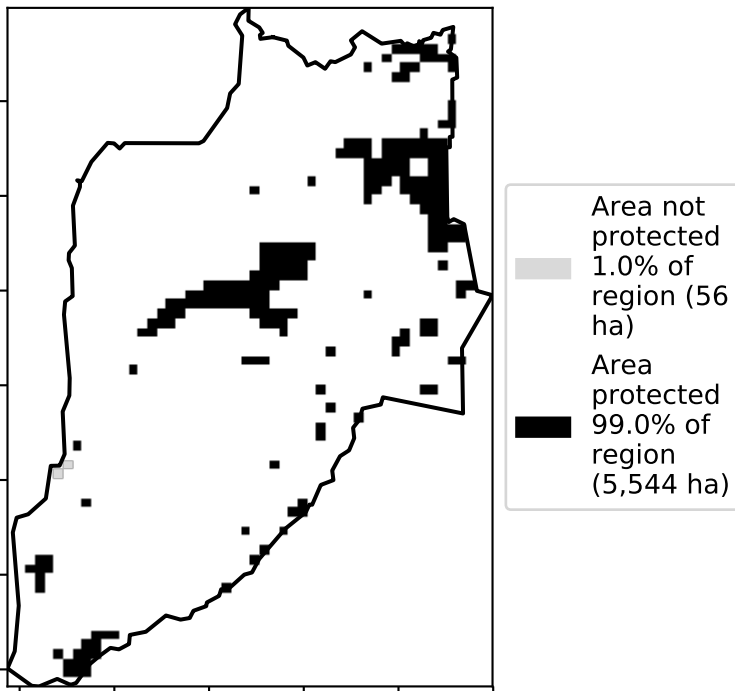 Area not
protected
1.0% of
region (56
ha)
Area
protected
99.0% of
region
(5,544 ha)